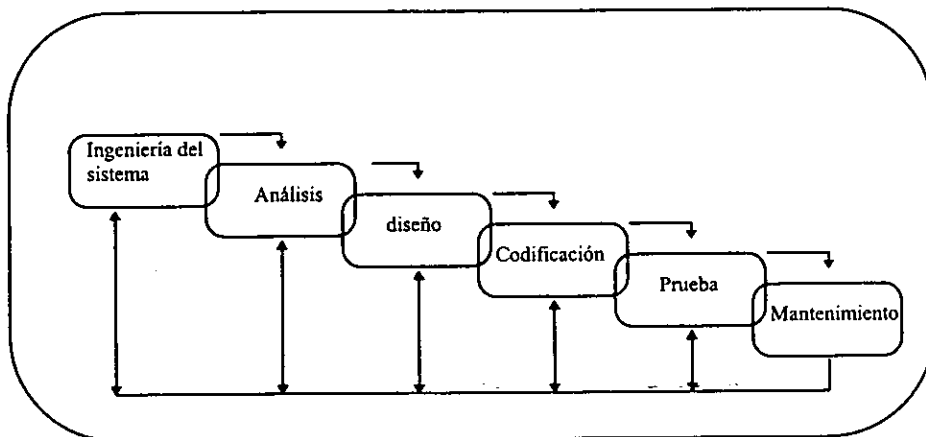 Ingeniería del
sistema
Análisis
diseño
Codificación
Prueba
Mantenimiento